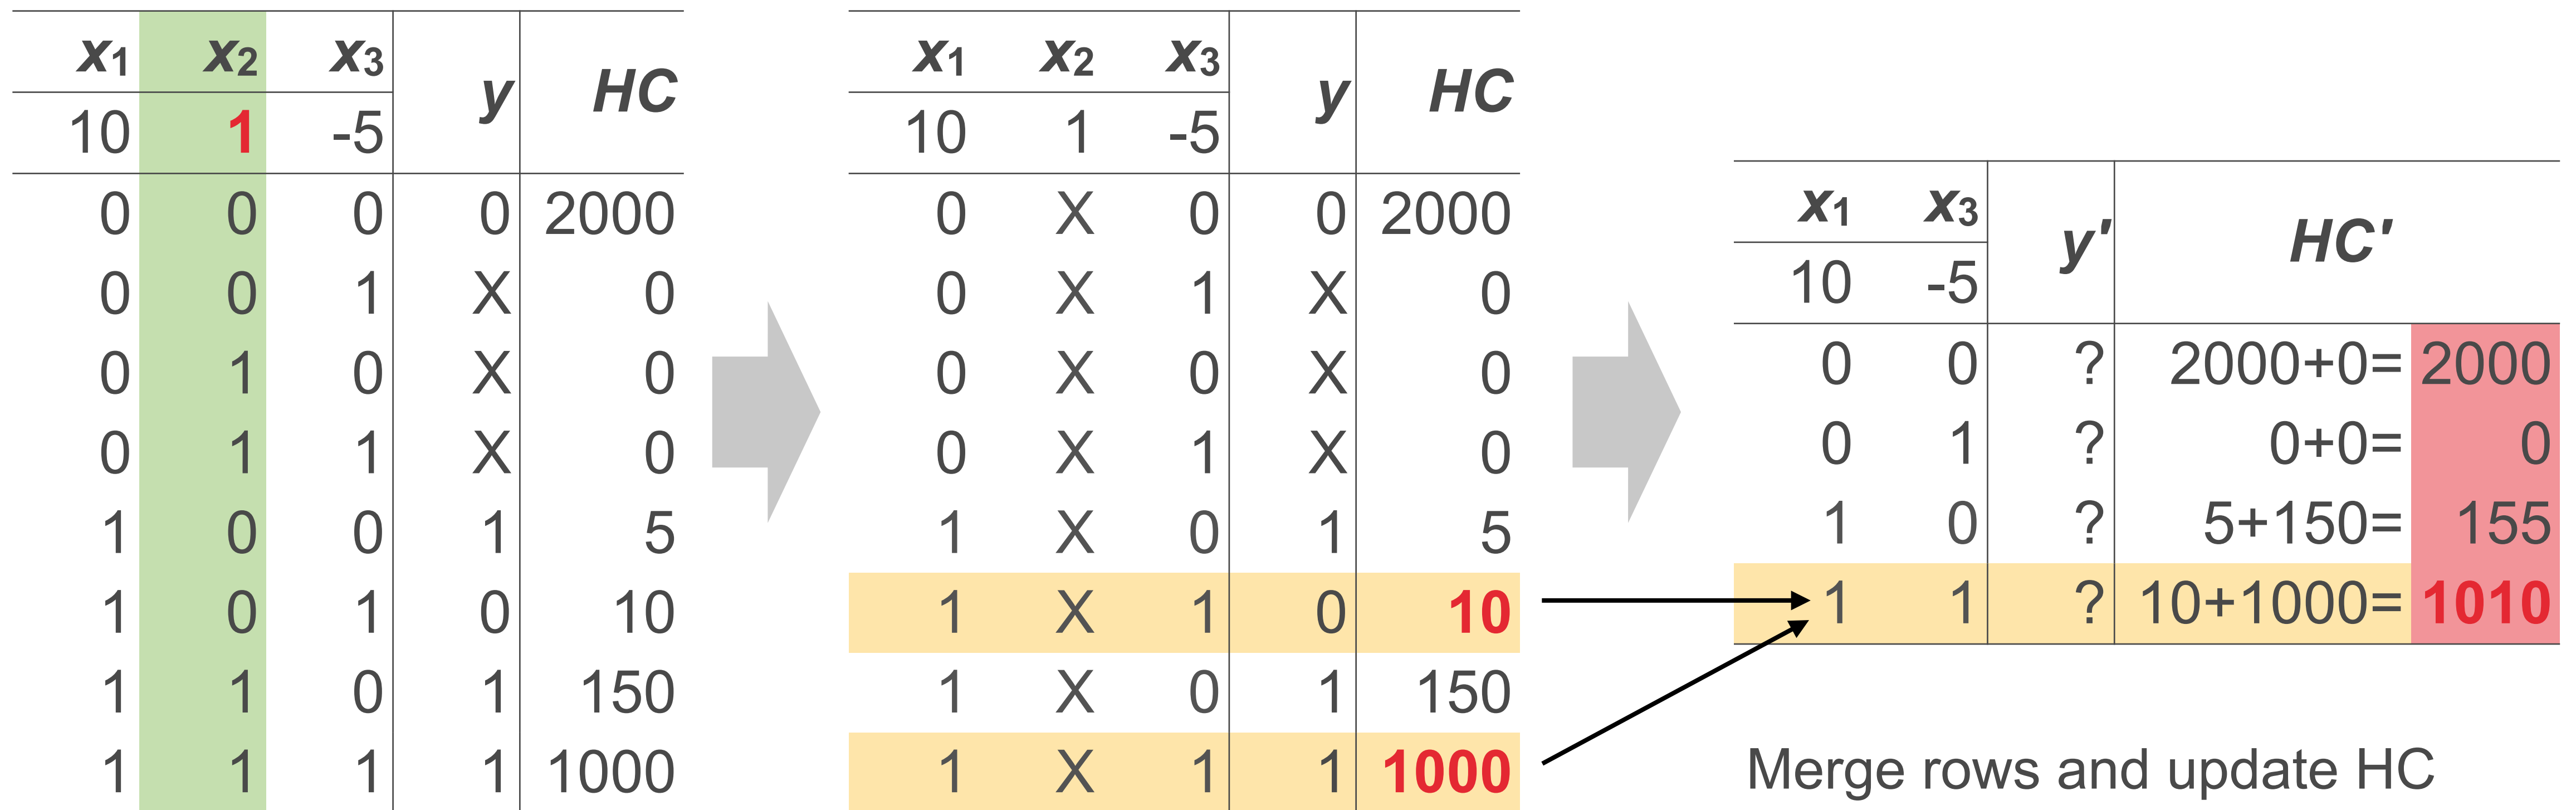 x1 x2 x3 y HC
10 1 -5
0 0 0 0 2000
0 0 1 X 0
0 1 0 X 0
0 1 1 X 0
1 0 0 1 5
1 0 1 0 10
1 1 0 1 150
1 1 1 1 1000
x1 x2 x3 y HC
10 1 -5
0 X 0 0 2000
0 X 1 X 0
0 X 0 X 0
0 X 1 X 0
1 X 0 1 5
1 X 1 0 10
1 X 0 1 150
1 X 1 1 1000
x1 x3 y' HC'
10 -5
0 0 ? 2000+0= 2000
0 1 ? 0+0= 0
1 0 ? 5+150= 155
1 1 ? 10+1000= 1010
Merge rows and update HC